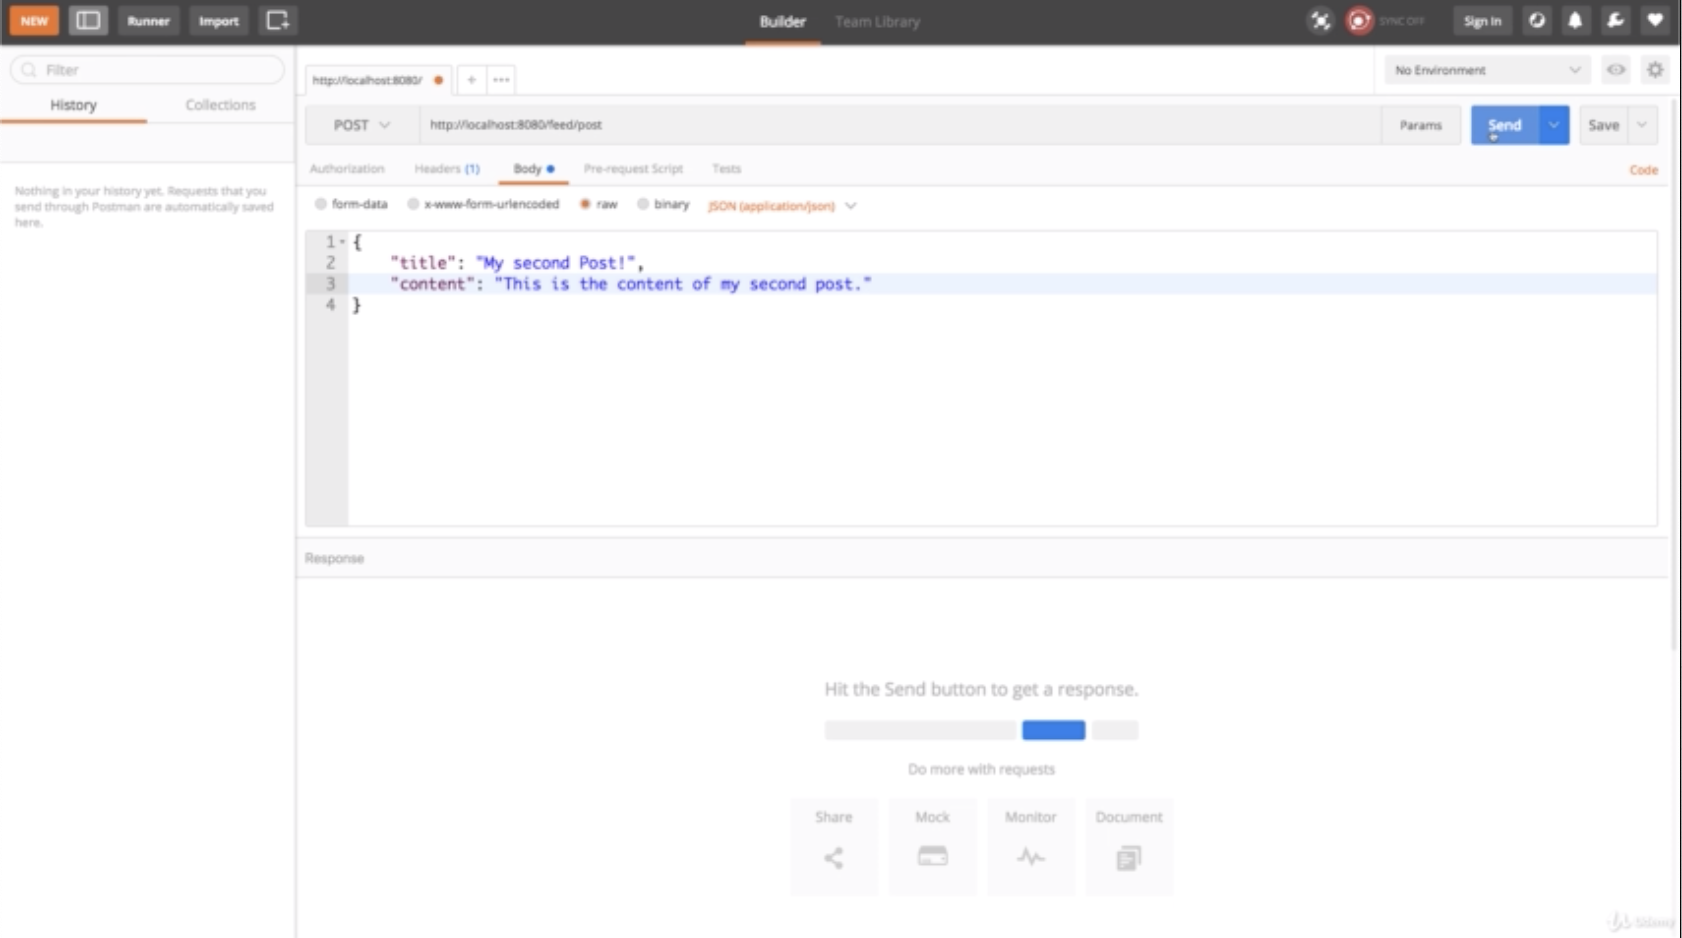 NEW Runner Import Builder Team Library SYNC OFF Sign In
Filter
History Collections
Nothing in your history yet. Requests that you
send through Postman are automatically saved
here.
http://localhost:8080/ + ••• No Environment
POST http://localhost:8080/feed/post Params Send Save
Authorization Headers (1) Body Pre-request Script Tests Code
form-data x-www-form-urlencoded raw binary JSON (application/json)
1 {
2 "title": "My second Post!",
3 "content": "This is the content of my second post."
4 }
Response
Hit the Send button to get a response.
Do more with requests
Share Mock Monitor Document
Udemy